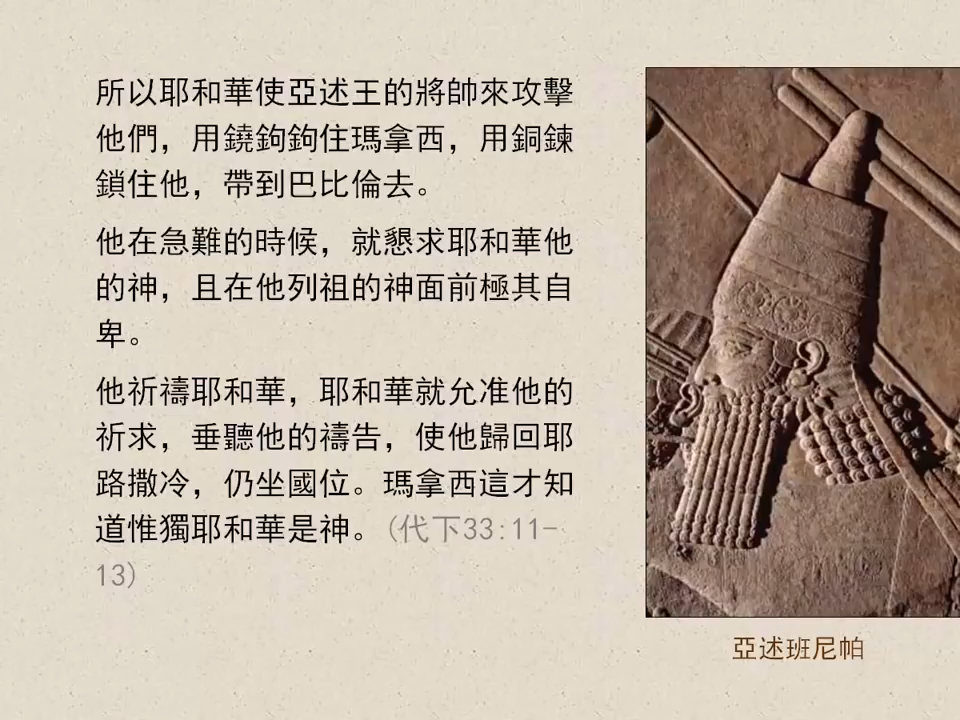 所以耶和華使亞述王的將帥來攻擊
他們，用鐃鉤鉤住瑪拿西，用銅鍊
鎖住他，帶到巴比倫去。
他在急難的時候，就懇求耶和華他
的神，且在他列祖的神面前極其自
卑。
他祈禱耶和華，耶和華就允准他的
祈求，垂聽他的禱告，使他歸回耶
路撒冷，仍坐國位。瑪拿西這才知
道惟獨耶和華是神。(代下33:11-
13)
亞述班尼帕